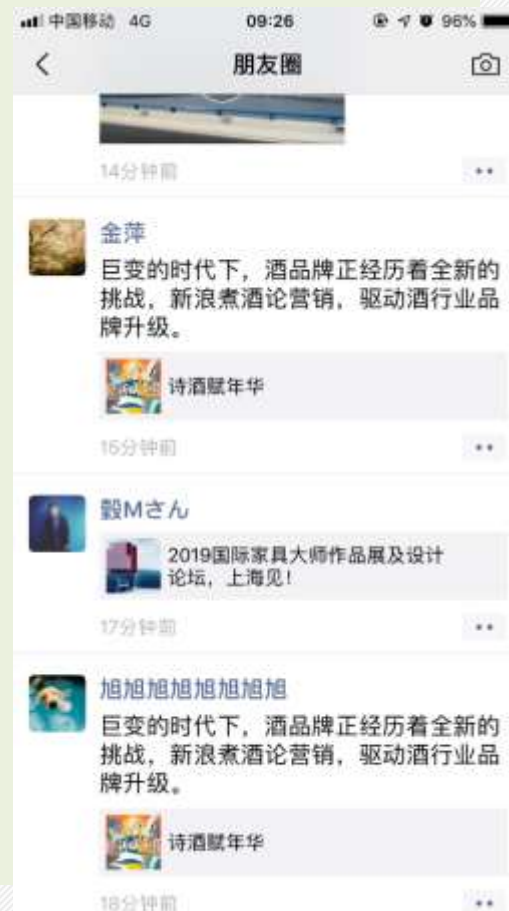 中国移动 4G 09:26 96%
朋友圈
14分钟前
金萍
巨变的时代下，酒品牌正经历着全新的
挑战，新浪煮酒论营销，驱动酒行业品
牌升级。
诗酒赋年华
16分钟前
毅Mさん
2019国际家具大师作品展及设计
论坛，上海见！
17分钟前
旭旭旭旭旭旭旭旭
巨变的时代下，酒品牌正经历着全新的
挑战，新浪煮酒论营销，驱动酒行业品
牌升级。
诗酒赋年华
18分钟前